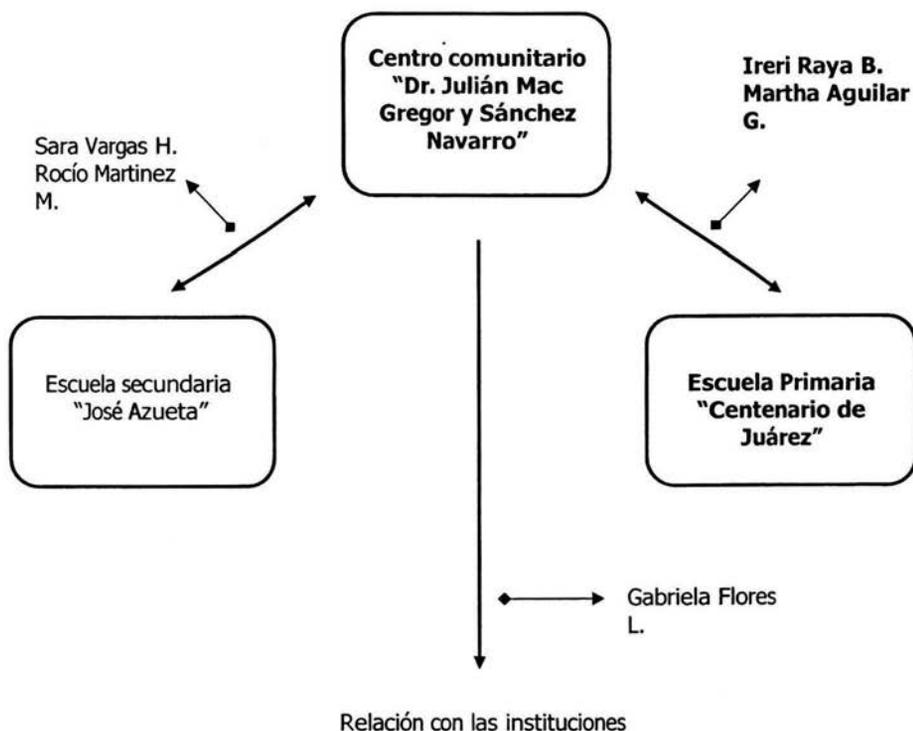 Centro comunitario
"Dr. Julián Mac
Gregor y Sánchez
Navarro"
Ireri Raya B.
Martha Aguilar
G.
Sara Vargas H.
Rocío Martinez
M.
Escuela secundaria
"José Azueta"
Escuela Primaria
"Centenario de
Juárez"
Gabriela Flores
L.
Relación con las instituciones